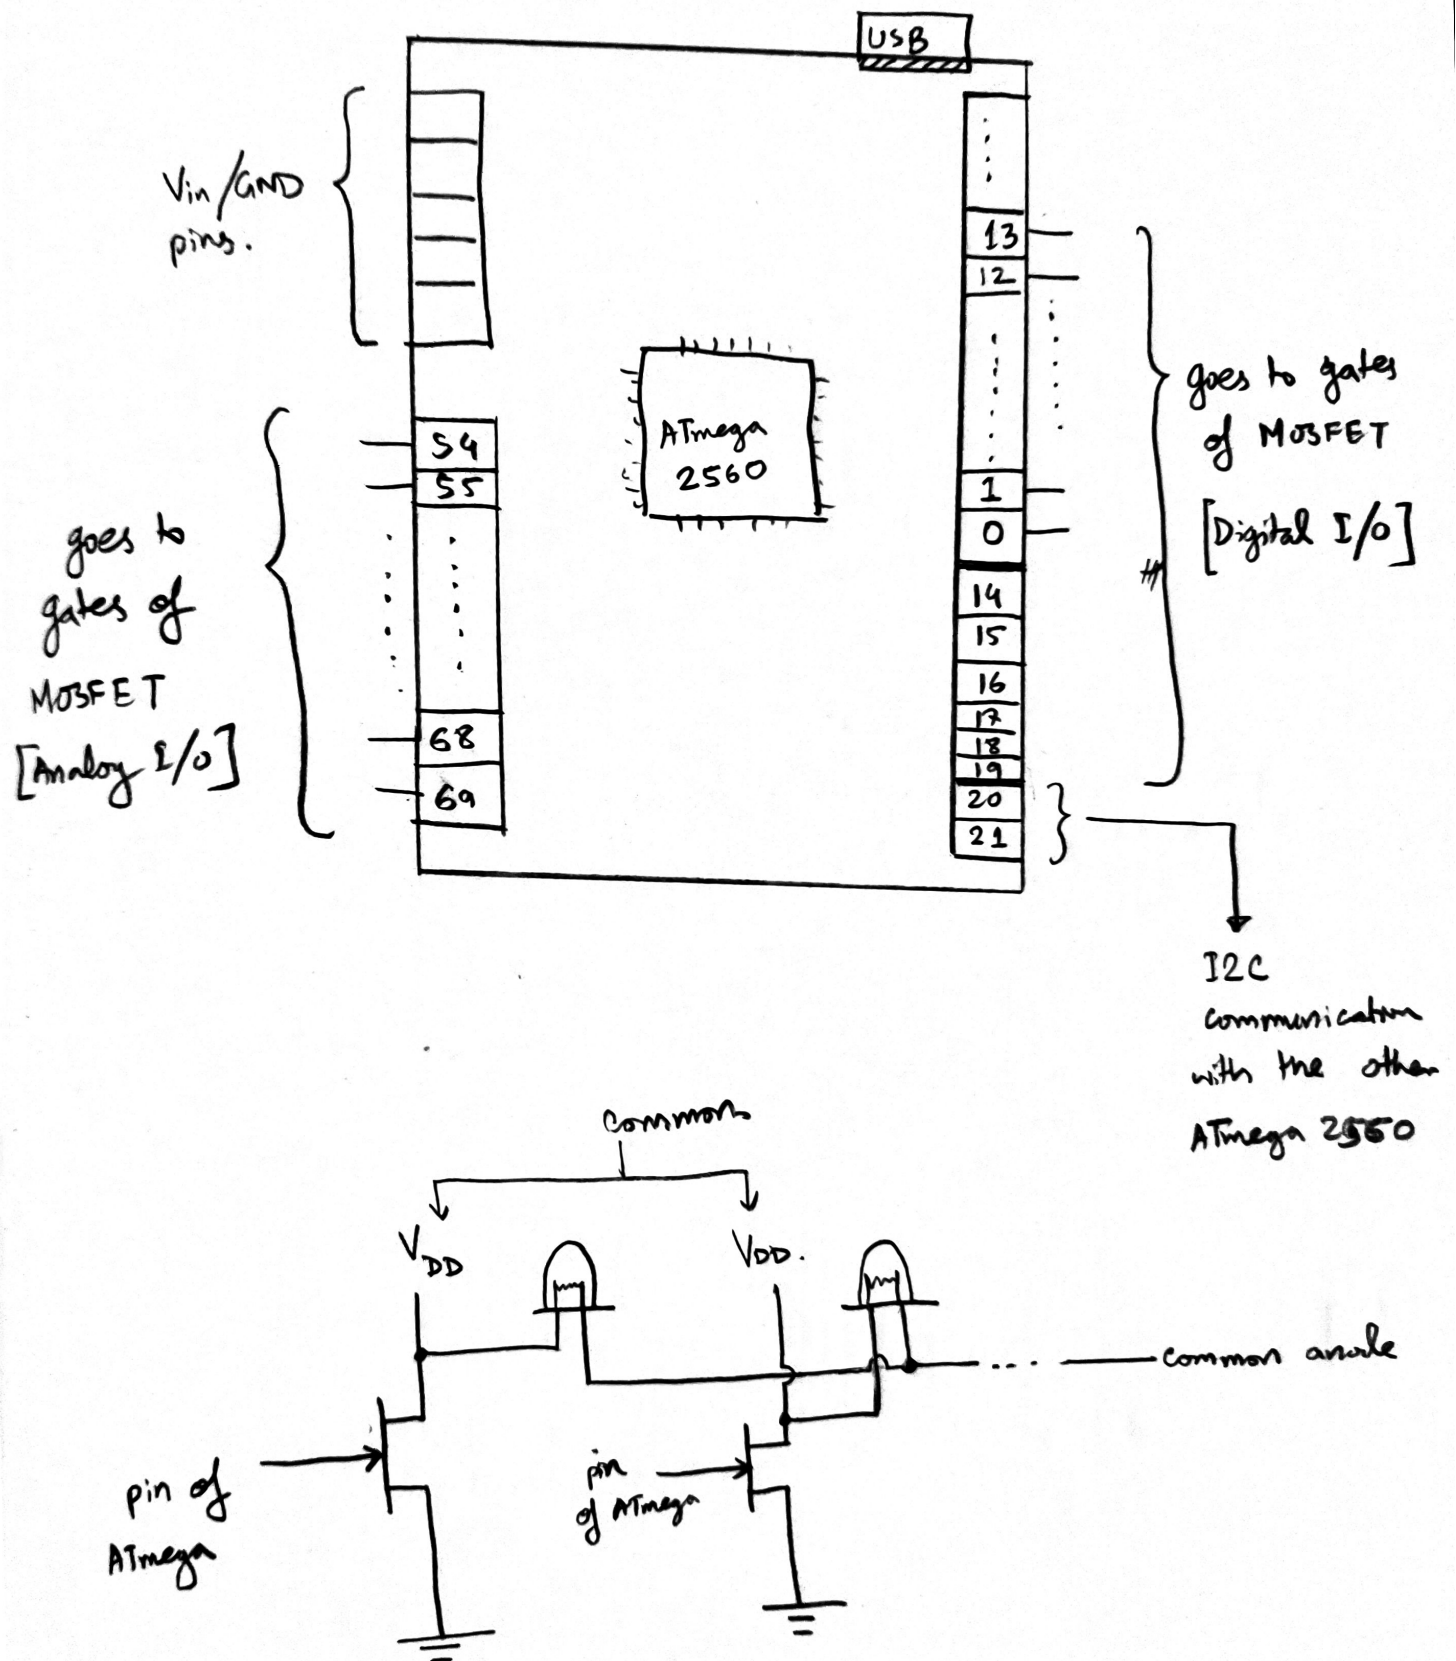 USB
Vin/GND
pins.
13
12
1
0
14
15
16
17
18
19
20
21
goes to gates
of MOSFET
[Digital I/O]
ATmega
2560
54
55
68
69
goes to
gates of
MOSFET
[Analog I/O]
I2C
communication
with the other
ATmega 2560
common
VDD
VDD.
common anode
pin of
ATmega
pin
of ATmega